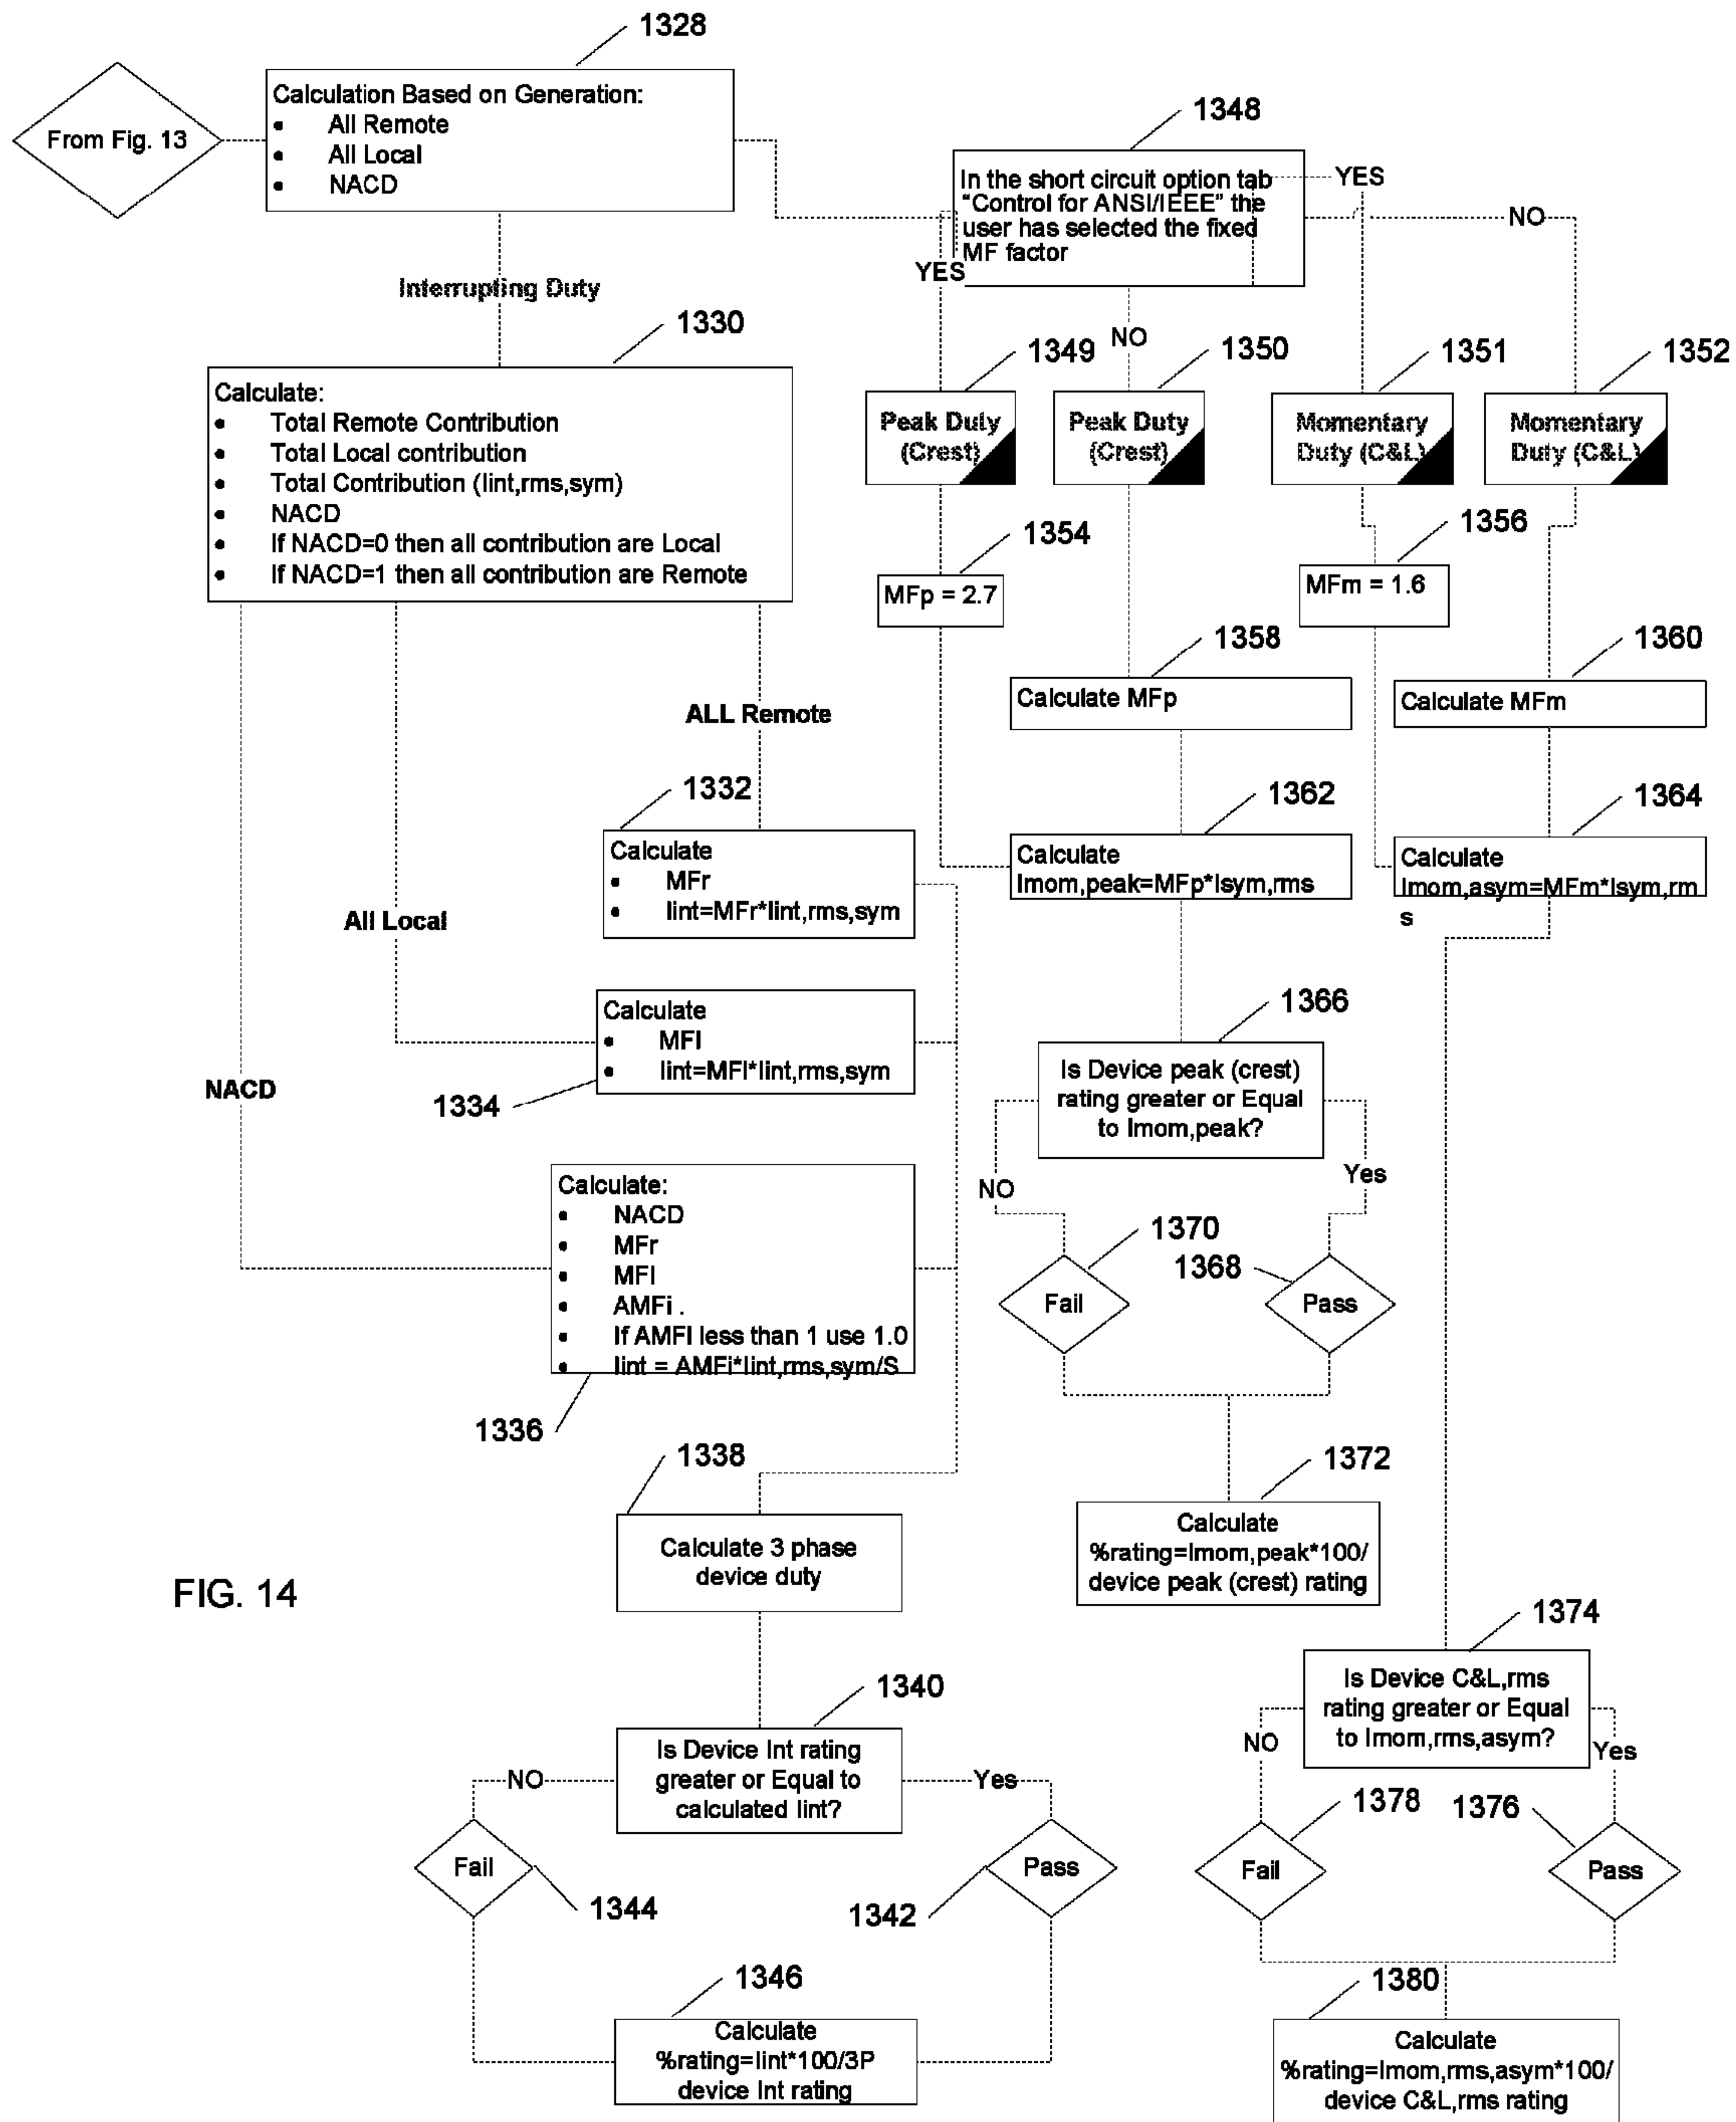 1328
Calculation Based on Generation:
• All Remote
• All Local
• NACD
From Fig. 13
1348
In the short circuit option tab
"Control for ANSI/IEEE" the
user has selected the fixed
MF factor
YES
NO
YES
NO
Interrupting Duty
1330
Calculate:
• Total Remote Contribution
• Total Local contribution
• Total Contribution (Iint,rms,sym)
• NACD
• If NACD=0 then all contribution are Local
• If NACD=1 then all contribution are Remote
1349
Peak Duty
(Crest)
1350
Peak Duty
(Crest)
1351
Momentary
Duty (C&L)
1352
Momentary
Duty (C&L)
1354
MFp = 2.7
1356
MFm = 1.6
1358
Calculate MFp
1360
Calculate MFm
ALL Remote
1332
Calculate
• MFr
• Iint=MFr*Iint,rms,sym
1362
Calculate
Imom,peak=MFp*Isym,rms
1364
Calculate
Imom,asym=MFm*Isym,rm
s
All Local
Calculate
• MFl
• Iint=MFl*Iint,rms,sym
1334
NACD
1366
Is Device peak (crest)
rating greater or Equal
to Imom,peak?
NO
Yes
Calculate:
• NACD
• MFr
• MFl
• AMFi .
• If AMFI less than 1 use 1.0
• Iint = AMFi*Iint,rms,sym/S
1336
1370
Fail
1368
Pass
1338
Calculate 3 phase
device duty
1372
Calculate
%rating=Imom,peak*100/
device peak (crest) rating
FIG. 14
1374
Is Device C&L,rms
rating greater or Equal
to Imom,rms,asym?
NO
Yes
1340
Is Device Int rating
greater or Equal to
calculated Iint?
NO
Yes
Fail
1344
Pass
1342
1378
Fail
1376
Pass
1346
Calculate
%rating=Iint*100/3P
device Int rating
1380
Calculate
%rating=Imom,rms,asym*100/
device C&L,rms rating